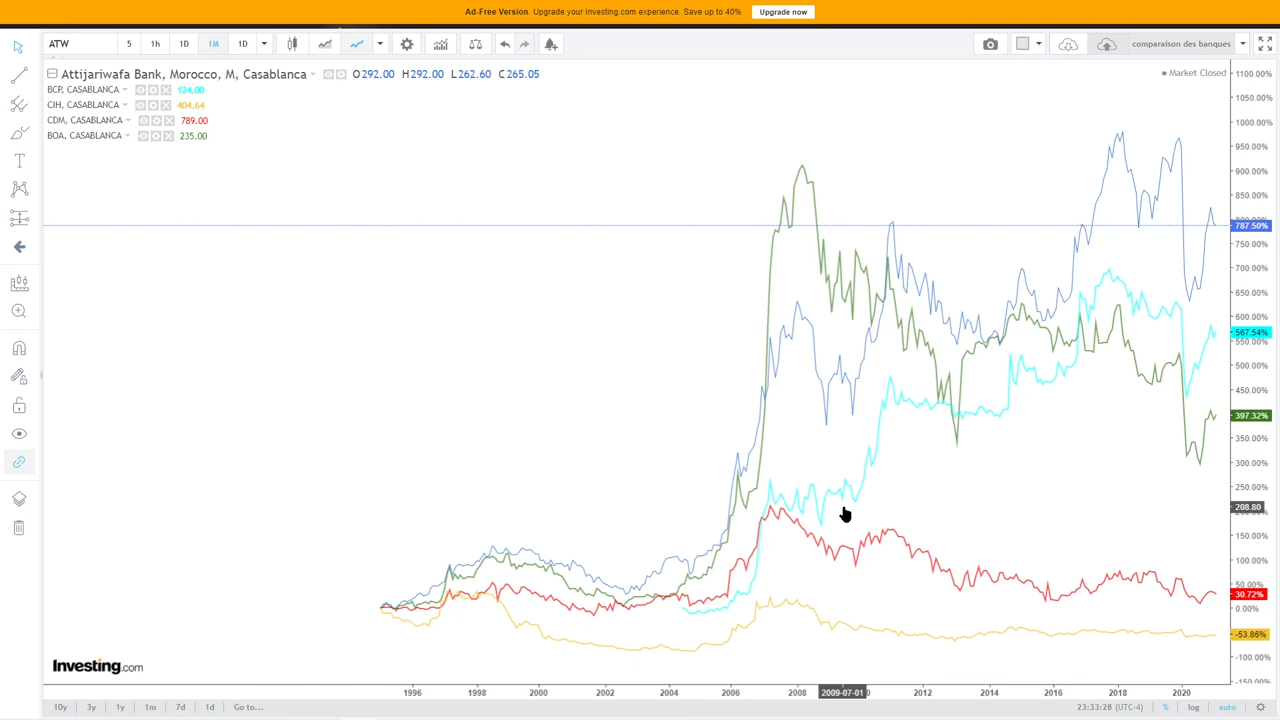 Ad-Free Version. Upgrade your Investing.com experience. Save up to 40% Upgrade now
ATW 5 1h 1D 1M 1D comparaison des banques
Attijariwafa Bank, Morocco, M, Casablanca O292.00 H292.00 L262.60 C265.05
Market Closed
BCP, CASABLANCA 124.00
CIH, CASABLANCA 404.64
CDM, CASABLANCA 789.00
BOA, CASABLANCA 235.00
1100.00%
1050.00%
1000.00%
950.00%
900.00%
850.00%
787.50%
750.00%
700.00%
650.00%
600.00%
567.54%
550.00%
500.00%
450.00%
397.32%
350.00%
300.00%
250.00%
208.80
150.00%
100.00%
50.00%
30.72%
0.00%
-53.86%
-100.00%
-150.00%
Investing.com
1996 1998 2000 2002 2004 2006 2008 2009-07-01 2012 2014 2016 2018 2020
10y 3y 1y 1m 7d 1d Go to... 23:33:28 (UTC-4) % log auto